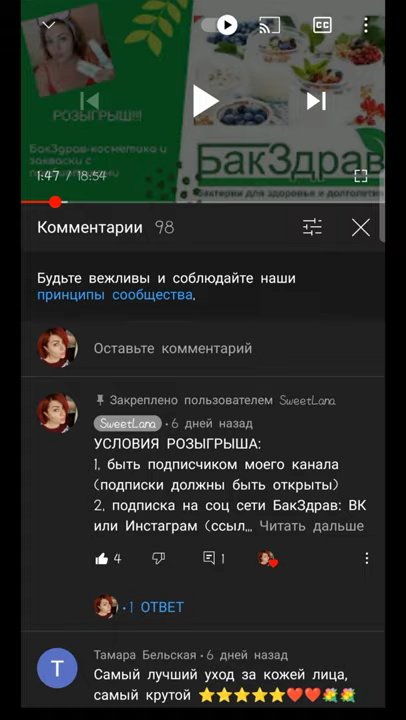 РОЗЫГРЫШ!!!
БакЗдрав-косметика и
закваски с
БакЗдрав
бактерии для здоровья и долголетия
1:47 / 18:54
CC
Комментарии 98
Будьте вежливы и соблюдайте наши
принципы сообщества.
Оставьте комментарий
Закреплено пользователем SweetLana
SweetLana • 6 дней назад
УСЛОВИЯ РОЗЫГРЫША:
1, быть подписчиком моего канала
(подписки должны быть открыты)
2, подписка на соц сети БакЗдрав: ВК
или Инстаграм (ссыл... Читать дальше
4 1
• 1 ОТВЕТ
Т
Тамара Бельская • 6 дней назад
Самый лучший уход за кожей лица,
самый крутой ⭐⭐⭐⭐⭐❤️❤️💐💐